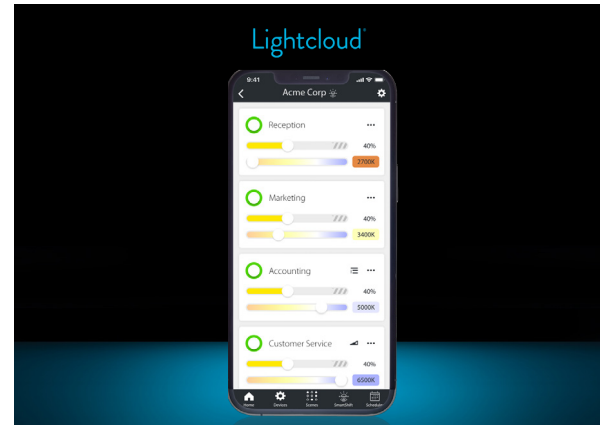 Lightcloud
9:41
Acme Corp
Reception
40%
2700K
Marketing
40%
3400K
Accounting
40%
5000K
Customer Service
40%
6500K
Home Devices Scenes SmartShift Schedules